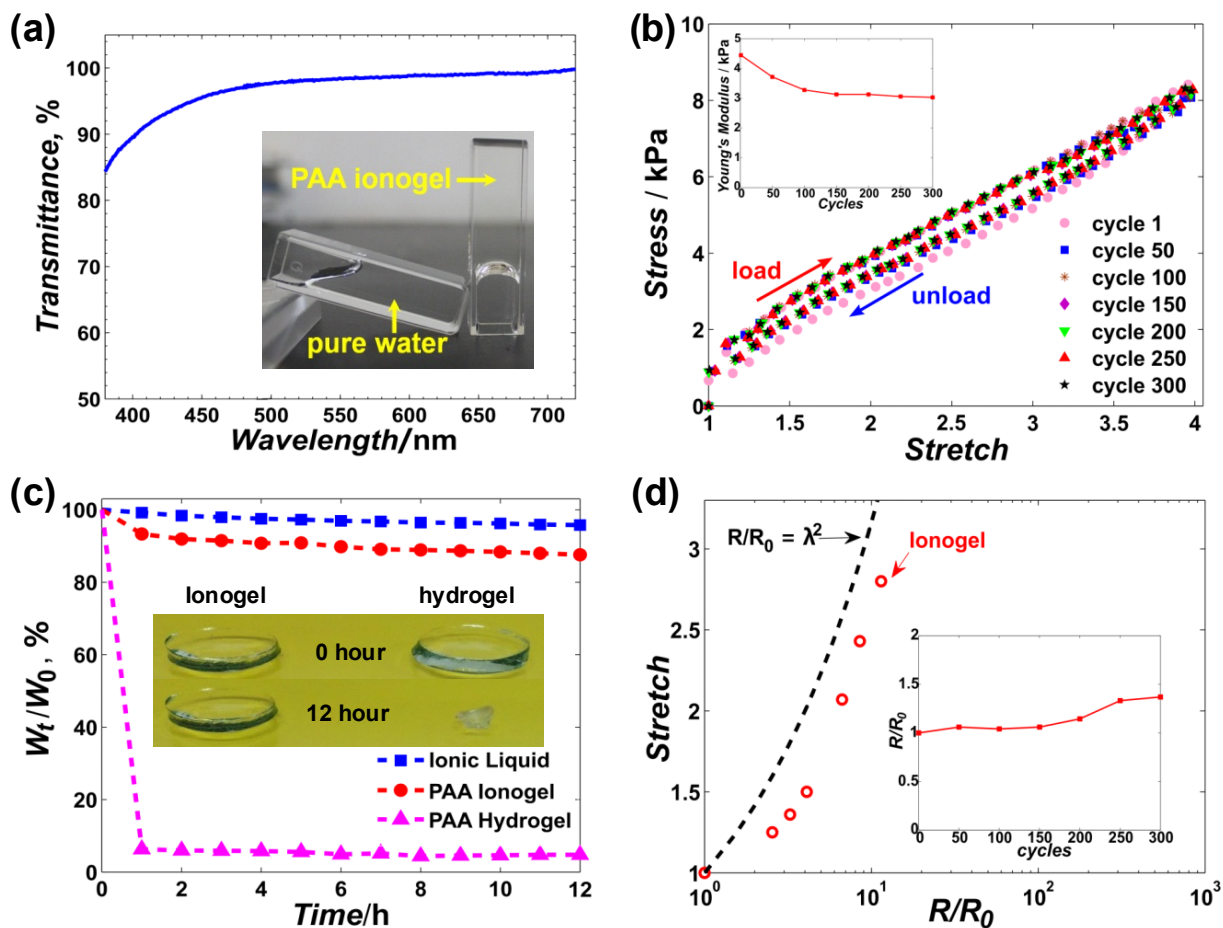 (a)
Transmittance, %
100
90
80
70
60
50
400
450
500
550
600
650
700
Wavelength/nm
PAA ionogel
pure water
(b)
Stress / kPa
10
8
6
4
2
0
1
1.5
2
2.5
3
3.5
4
Stretch
Young's Modulus / kPa
5
4
3
2
1
0
0
50
100
150
200
250
300
Cycles
load
unload
cycle 1
cycle 50
cycle 100
cycle 150
cycle 200
cycle 250
cycle 300
(c)
Wt/W0, %
100
80
60
40
20
0
0
2
4
6
8
10
12
Time/h
Ionogel
hydrogel
0 hour
12 hour
Ionic Liquid
PAA Ionogel
PAA Hydrogel
(d)
Stretch
3
2.5
2
1.5
1
10⁰
10¹
10²
10³
R/R0
R/R0 = λ²
Ionogel
R/R0
2
1.5
1
0.5
0
0
50
100
150
200
250
300
cycles